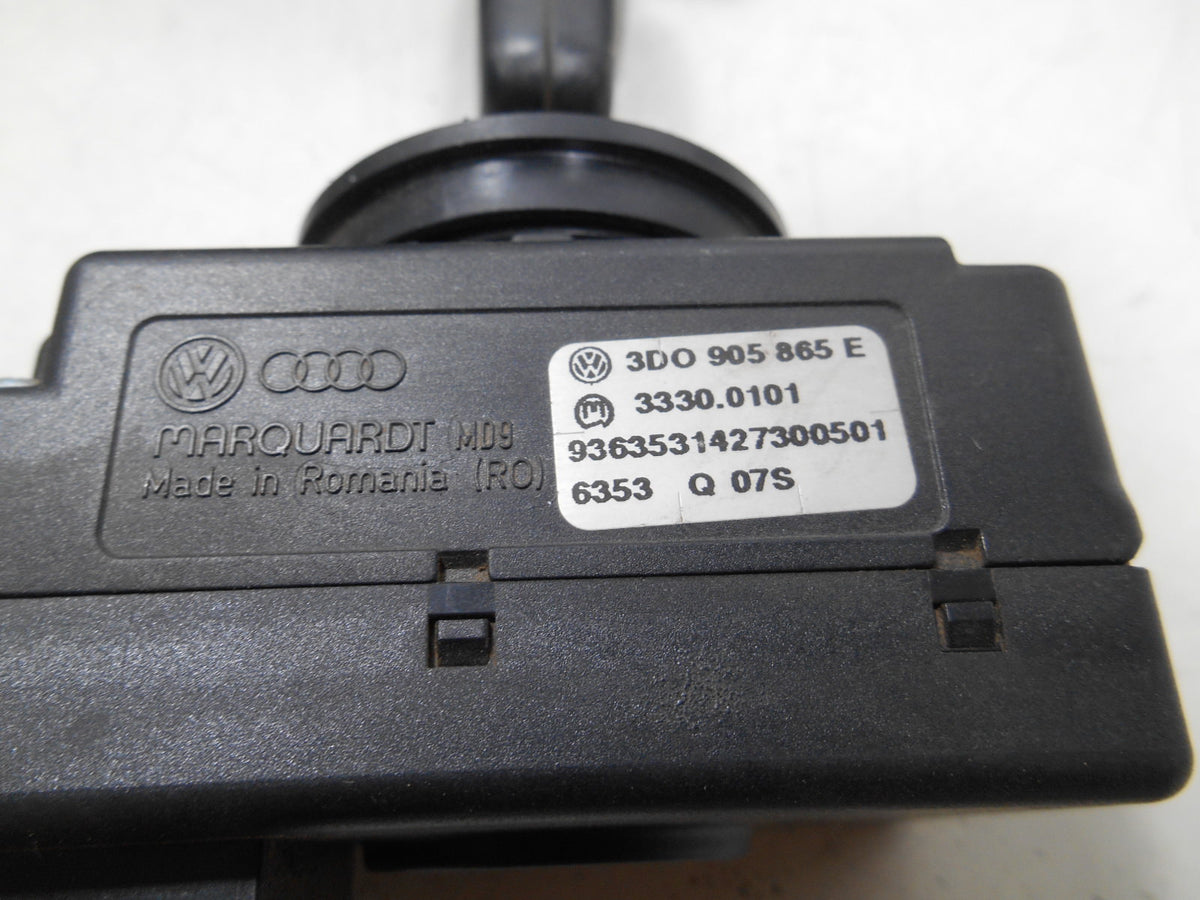 MARQUARDT MD9
Made in Romania (RO)
3D0 905 865 E
3330.0101
9363531427300501
6353 Q 07S